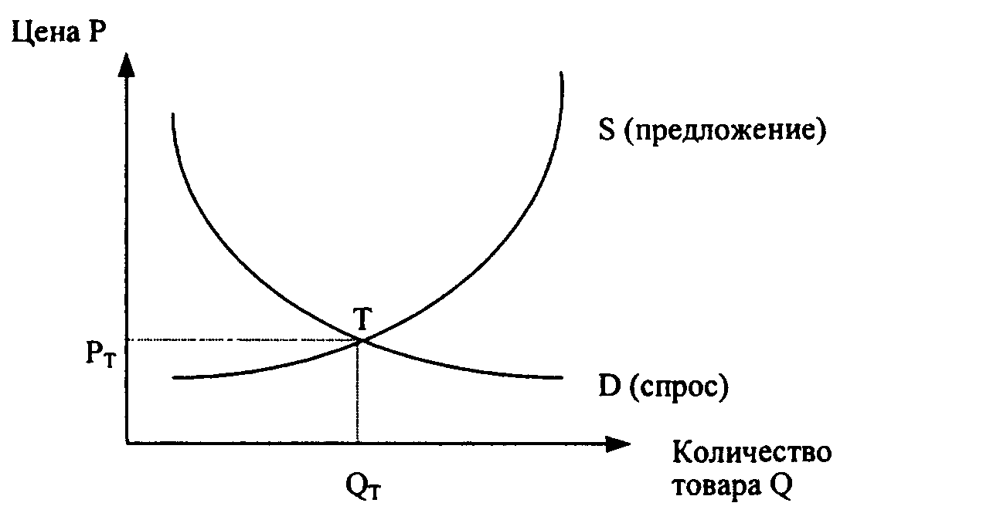 Цена P
S (предложение)
T
PT
D (спрос)
Количество
товара Q
QT